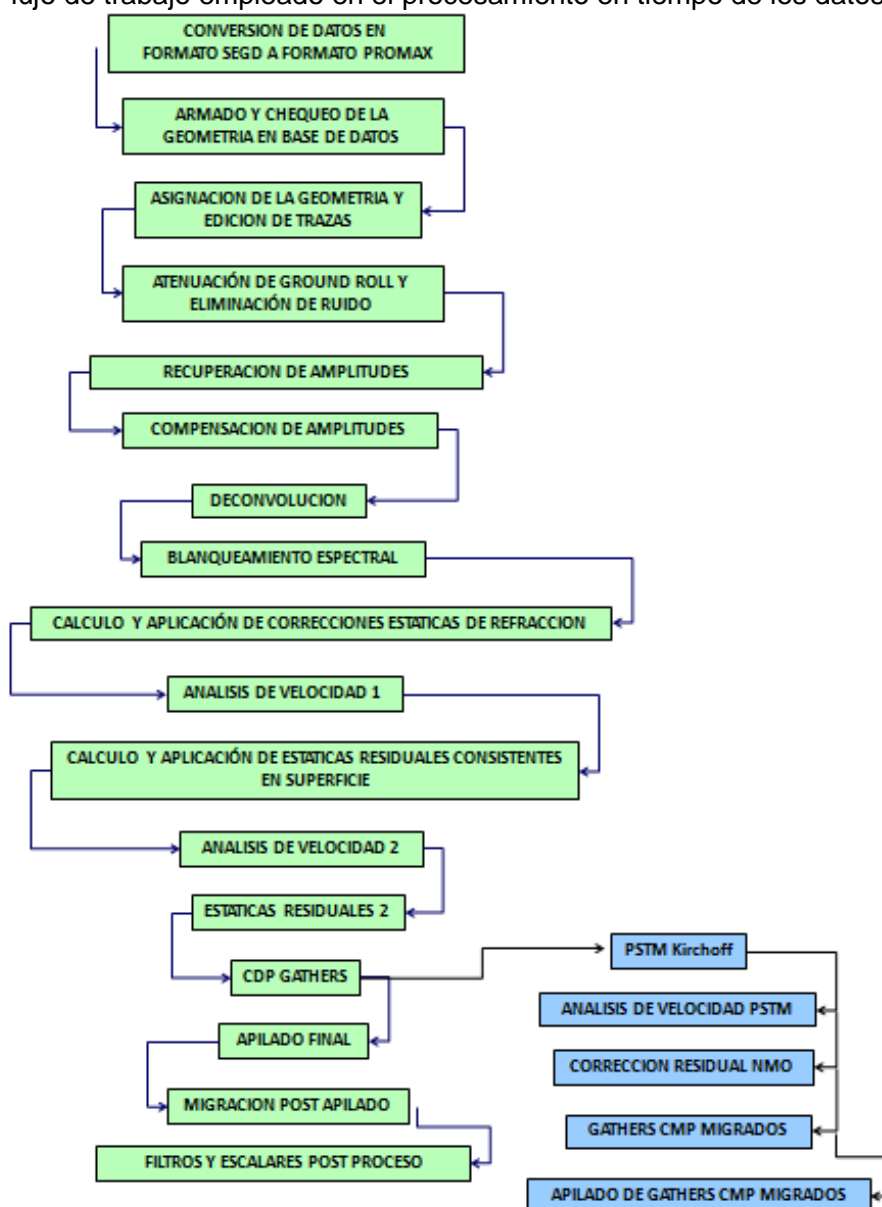 flujo de trabajo empleado en el procesamiento en tiempo de los datos
CONVERSION DE DATOS EN
FORMATO SEGD A FORMATO PROMAX
ARMADO Y CHEQUEO DE LA
GEOMETRIA EN BASE DE DATOS
ASIGNACION DE LA GEOMETRIA Y
EDICION DE TRAZAS
ATENUACIÓN DE GROUND ROLL Y
ELIMINACIÓN DE RUIDO
RECUPERACION DE AMPLITUDES
COMPENSACION DE AMPLITUDES
DECONVOLUCION
BLANQUEAMIENTO ESPECTRAL
CALCULO Y APLICACIÓN DE CORRECCIONES ESTATICAS DE REFRACCION
ANALISIS DE VELOCIDAD 1
CALCULO Y APLICACIÓN DE ESTATICAS RESIDUALES CONSISTENTES
EN SUPERFICIE
ANALISIS DE VELOCIDAD 2
ESTATICAS RESIDUALES 2
CDP GATHERS
APILADO FINAL
MIGRACION POST APILADO
FILTROS Y ESCALARES POST PROCESO
PSTM Kirchoff
ANALISIS DE VELOCIDAD PSTM
CORRECCION RESIDUAL NMO
GATHERS CMP MIGRADOS
APILADO DE GATHERS CMP MIGRADOS